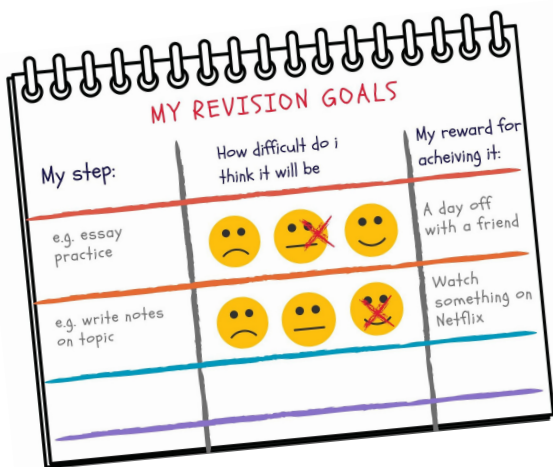 MY REVISION GOALS
My step:
How difficult do i
think it will be
My reward for
acheiving it:
e.g. essay
practice
A day off
with a friend
e.g. write notes
on topic
Watch
something on
Netflix